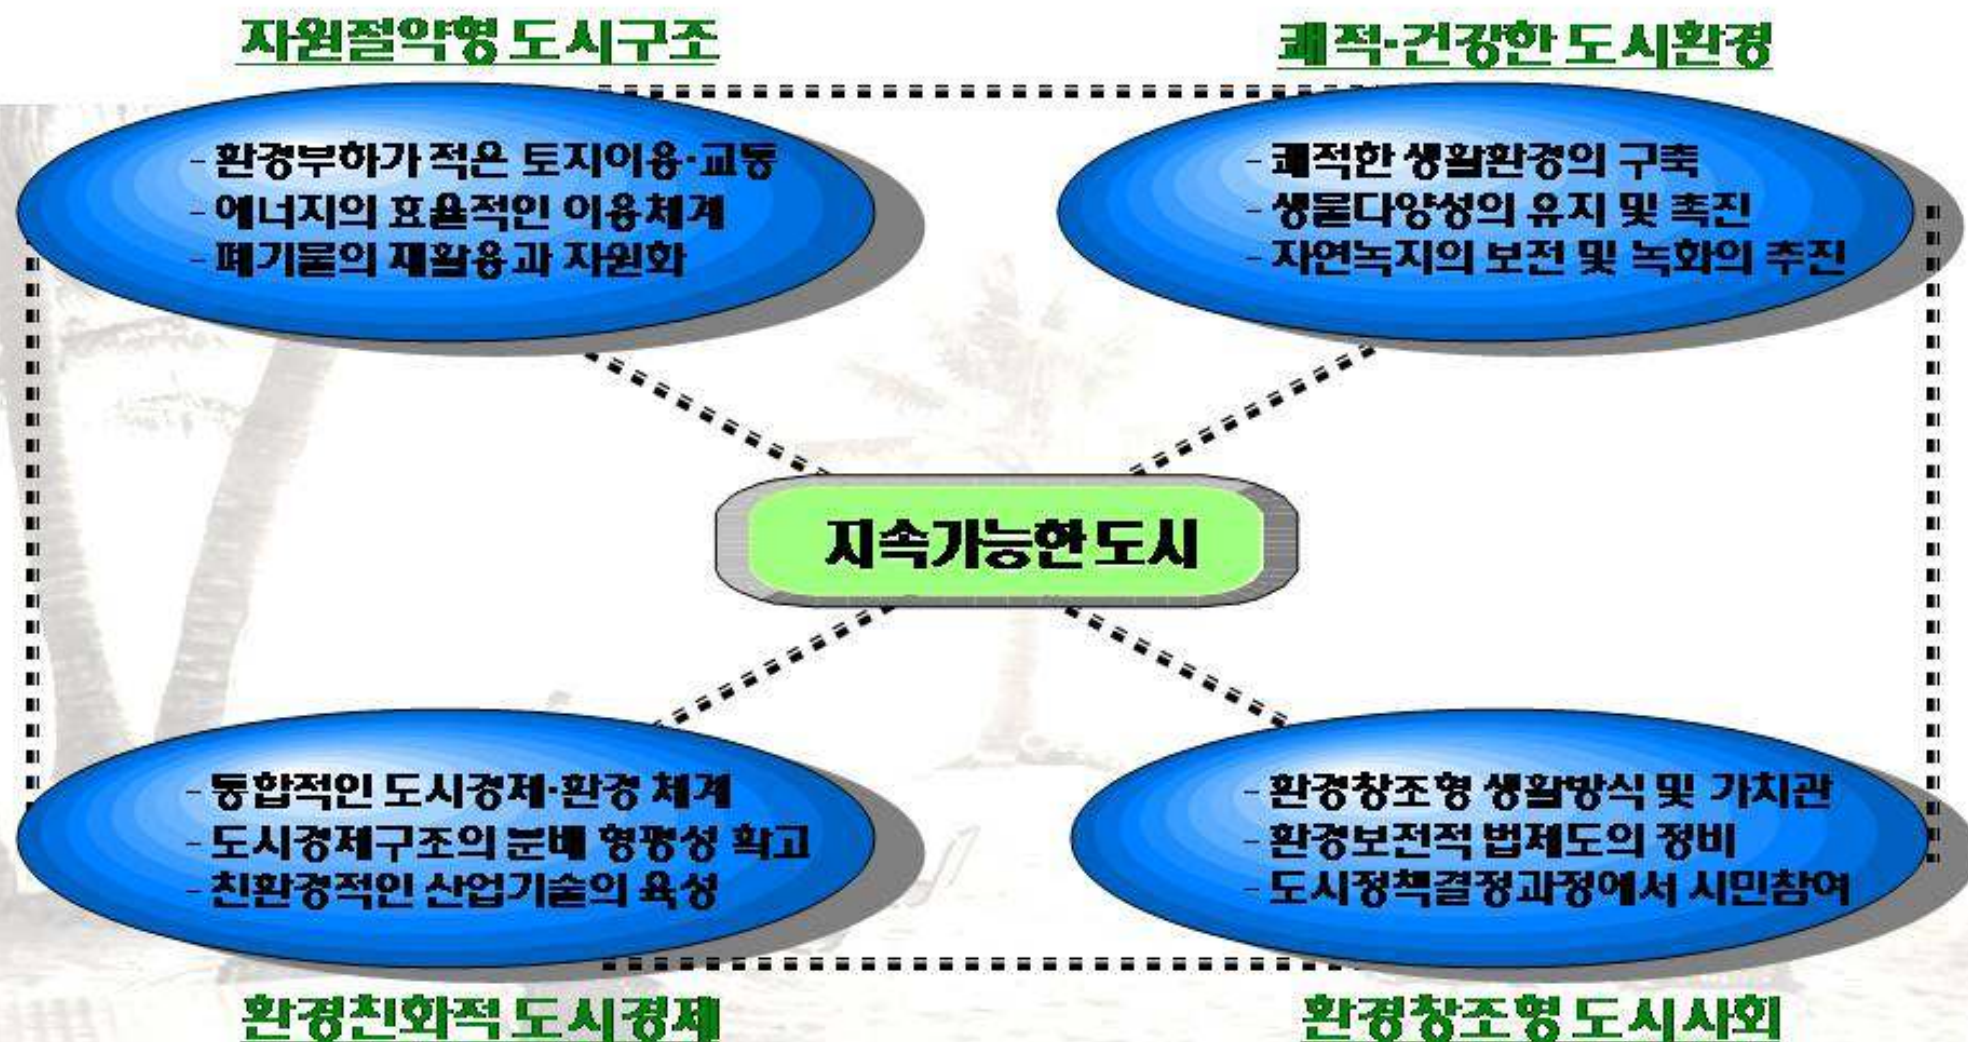 자원절약형 도시구조
- 환경부하가 적은 토지이용·교통
- 에너지의 효율적인 이용체계
- 폐기물의 재활용과 자원화
쾌적·건강한 도시환경
- 쾌적한 생활환경의 구축
- 생물다양성의 유지 및 촉진
- 자연녹지의 보전 및 녹화의 추진
지속가능한 도시
- 통합적인 도시경제·환경 체계
- 도시경제구조의 분배 형평성 확고
- 친환경적인 산업기술의 육성
환경친화적 도시경제
- 환경창조형 생활방식 및 가치관
- 환경보전적 법제도의 정비
- 도시정책결정과정에서 시민참여
환경창조형 도시사회